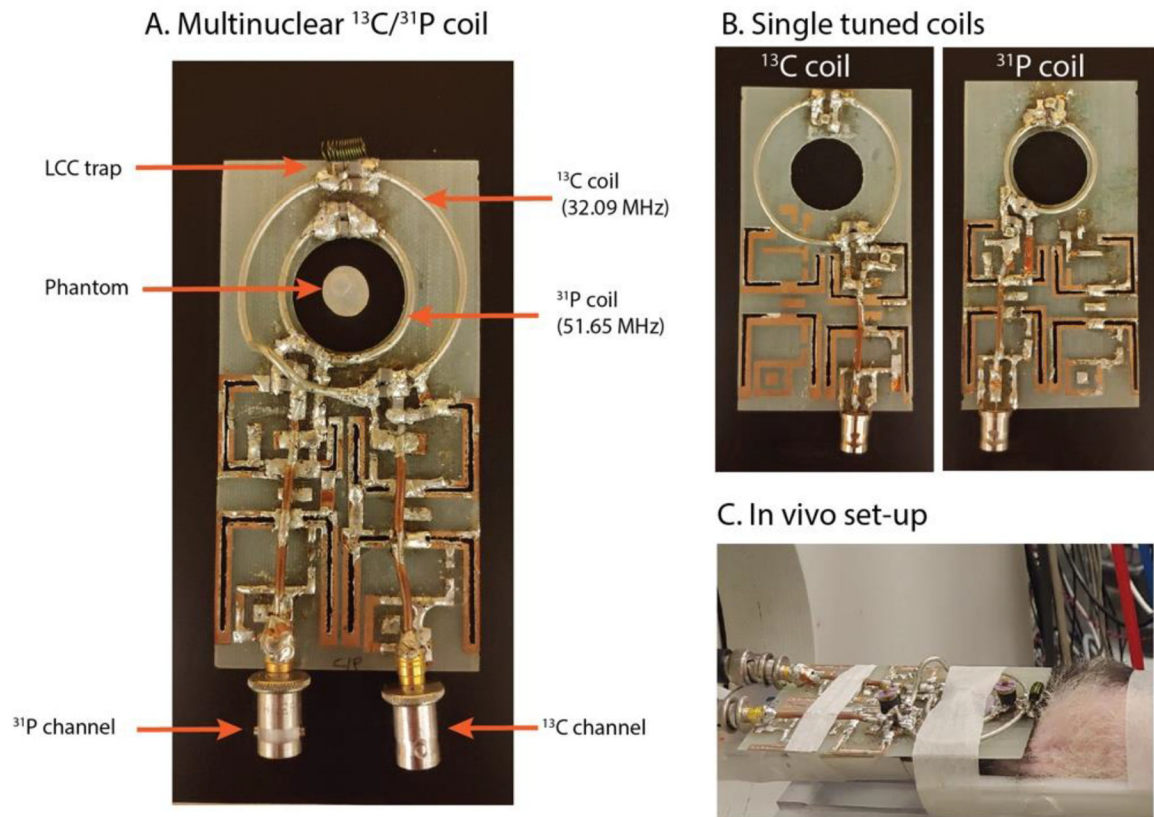 A. Multinuclear ¹³C/³¹P coil
LCC trap
Phantom
¹³C coil
(32.09 MHz)
³¹P coil
(51.65 MHz)
³¹P channel
¹³C channel
C/P
B. Single tuned coils
¹³C coil
³¹P coil
C. In vivo set-up